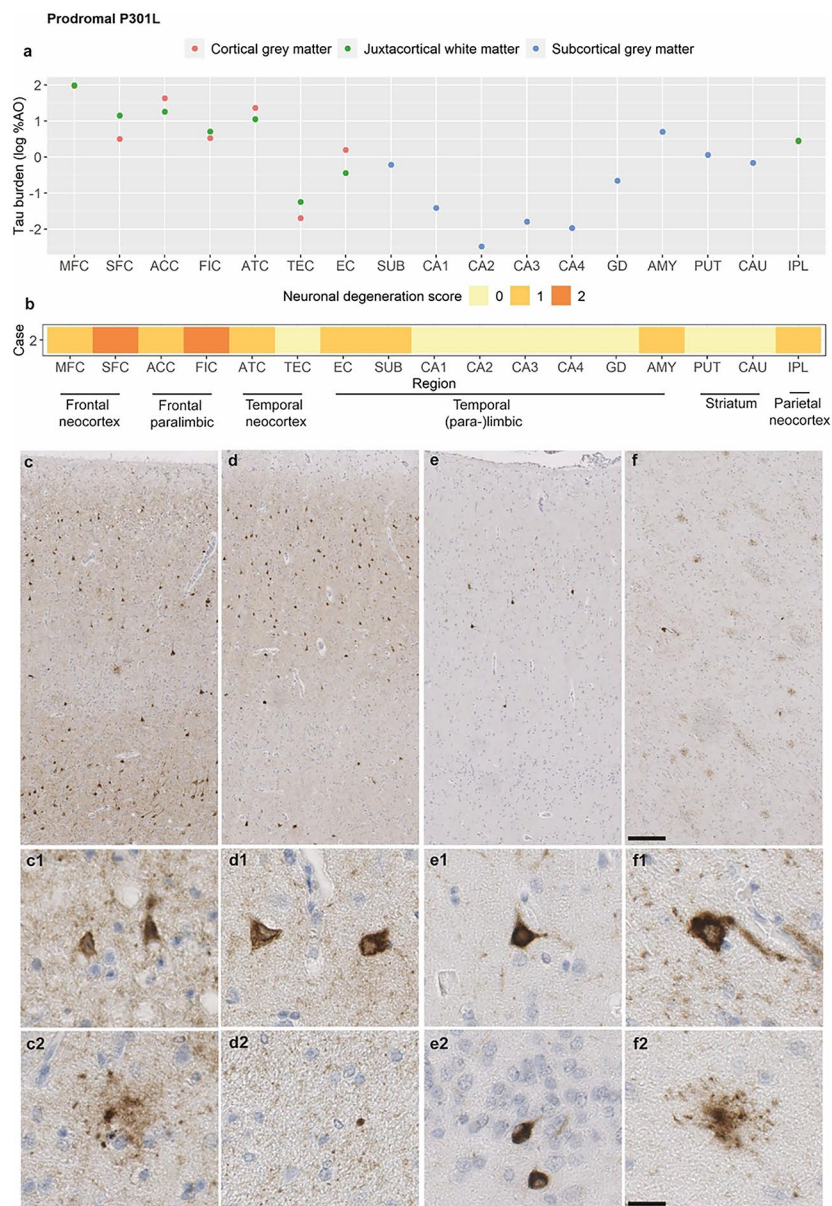 Prodromal P301L
a
Cortical grey matter Juxtacortical white matter Subcortical grey matter
Tau burden (log %AO)
2
1
0
-1
-2
MFC SFC ACC FIC ATC TEC EC SUB CA1 CA2 CA3 CA4 GD AMY PUT CAU IPL
b
Neuronal degeneration score 0 1 2
Case
2
MFC SFC ACC FIC ATC TEC EC SUB CA1 CA2 CA3 CA4 GD AMY PUT CAU IPL
Region
Frontal neocortex
Frontal paralimbic
Temporal neocortex
Temporal (para-)limbic
Striatum
Parietal neocortex
c d e f
c1 d1 e1 f1
c2 d2 e2 f2